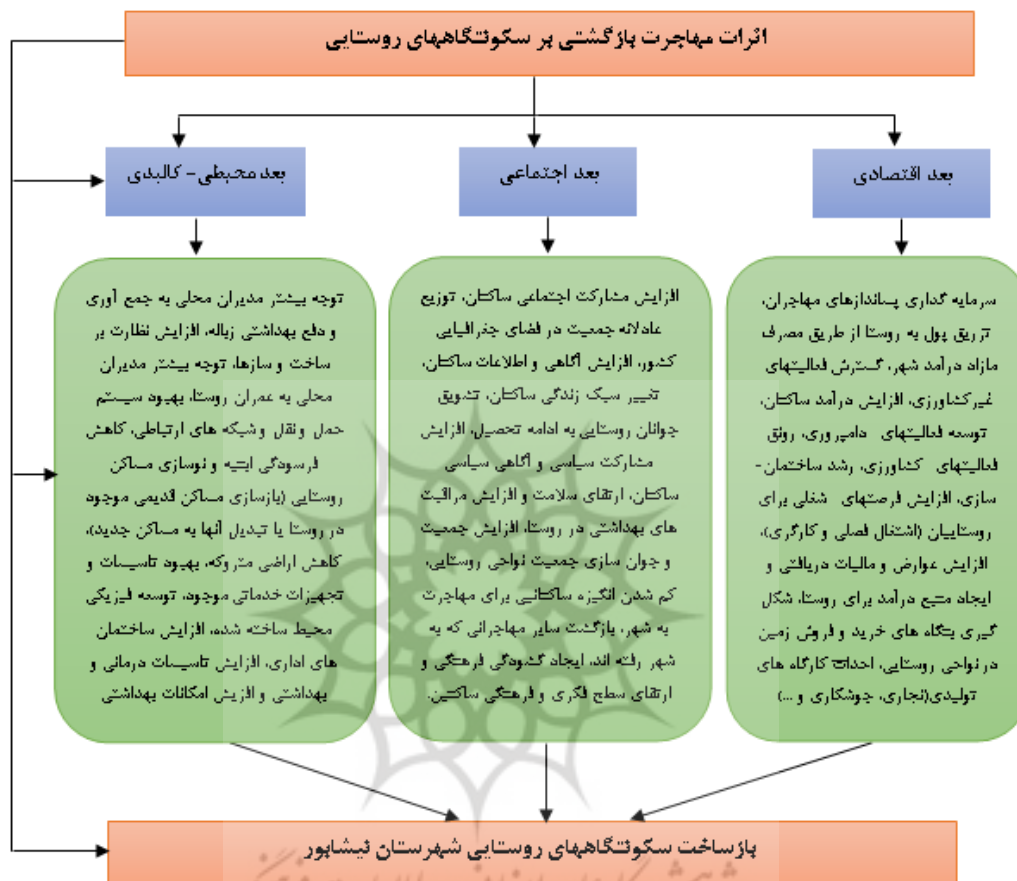 اثرات مهاجرت بازگشتی بر سکونتگاههای روستایی
بعد اقتصادی
بعد اجتماعی
بعد محیطی- کالبدی
سرمایه گذاری پساندازهای مهاجران،
تزریق پول به روستا از طریق مصرف
مازاد درآمد شهر، گسترش فعالیتهای
غیرکشاورزی، افزایش درآمد ساکنان،
توسعه فعالیتهای دامپروری، رونق
فعالیتهای کشاورزی، رشد ساختمان-
سازی، افزایش فرصتهای شغلی برای
روستاییان (اشتغال فصلی و کارگری)،
افزایش عوارض و مالیات دریافتی و
ایجاد منبع درآمد برای روستا، شکل
گیری بنگاه های خرید و فروش زمین
در نواحی روستایی، احداث کارگاه های
تولیدی(نجاری، جوشکاری و ...)
افزایش مشارکت اجتماعی ساکنان، توزیع
عادلانه جمعیت در فضای جغرافیایی
کشور، افزایش آگاهی و اطلاعات ساکنان،
تغییر سبک زندگی ساکنان، تشویق
جوانان روستایی به ادامه تحصیل، افزایش
مشارکت سیاسی و آگاهی سیاسی
ساکنان، ارتقای سلامت و افزایش مراقبت
های بهداشتی در روستا، افزایش جمعیت
و جوان سازی جمعیت نواحی روستایی،
کم شدن انگیزه ساکنانی برای مهاجرت
به شهر، بازگشت سایر مهاجرانی که به
شهر رفته اند، ایجاد گشودگی فرهنگی و
ارتقای سطح فکری و فرهنگی ساکنین.
توجه بیشتر مدیران محلی به جمع آوری
و دفع بهداشتی زباله، افزایش نظارت بر
ساخت و سازها، توجه بیشتر مدیران
محلی به عمران روستا، بهبود سیستم
حمل و نقل و شبکه های ارتباطی، کاهش
فرسودگی ابنیه و نوسازی مساکن
روستایی (بازسازی مساکن قدیمی موجود
در روستا یا تبدیل آنها به مساکن جدید)،
کاهش اراضی متروکه، بهبود تاسیسات و
تجهیزات خدماتی موجود، توسعه فیزیکی
محیط ساخته شده، افزایش ساختمان
های اداری، افزایش تاسیسات درمانی و
بهداشتی و افزیش امکانات بهداشتی
بازساخت سکونتگاههای روستایی شهرستان نیشابور